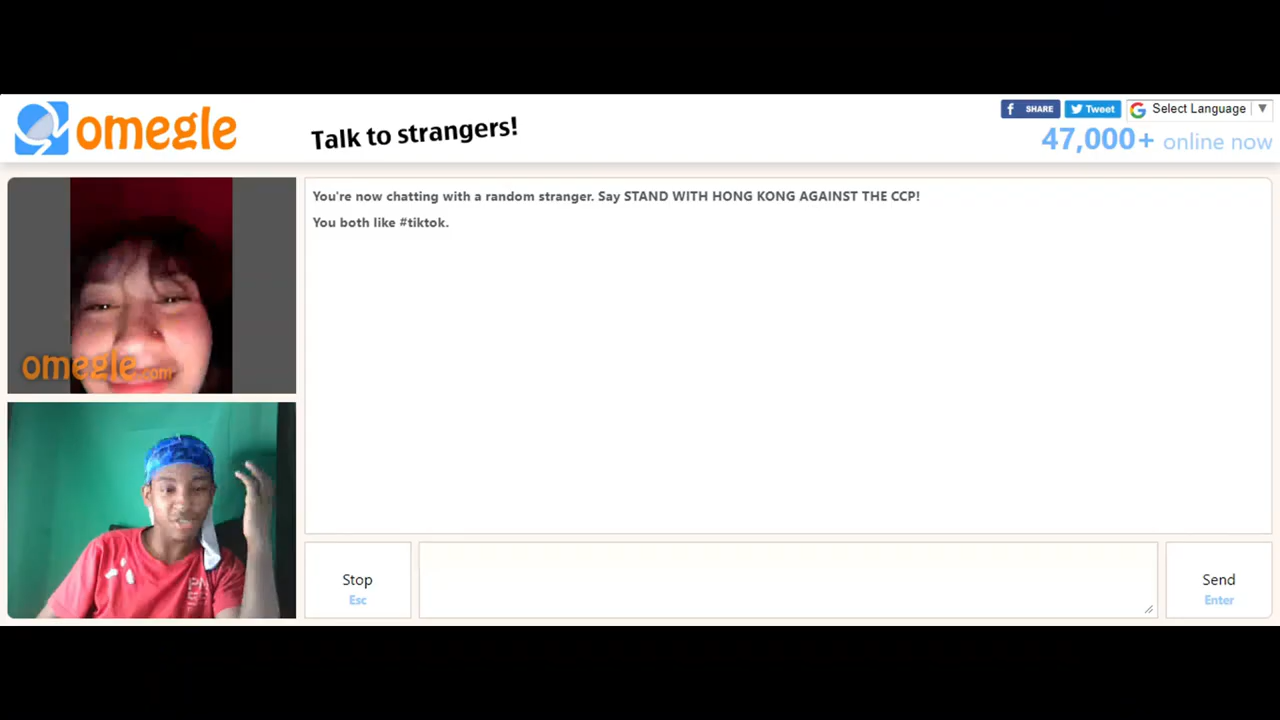 omegle
Talk to strangers!
f SHARE
Tweet
G Select Language ▼
47,000+ online now
You're now chatting with a random stranger. Say STAND WITH HONG KONG AGAINST THE CCP!
You both like #tiktok.
omegle.com
Stop
Esc
Send
Enter